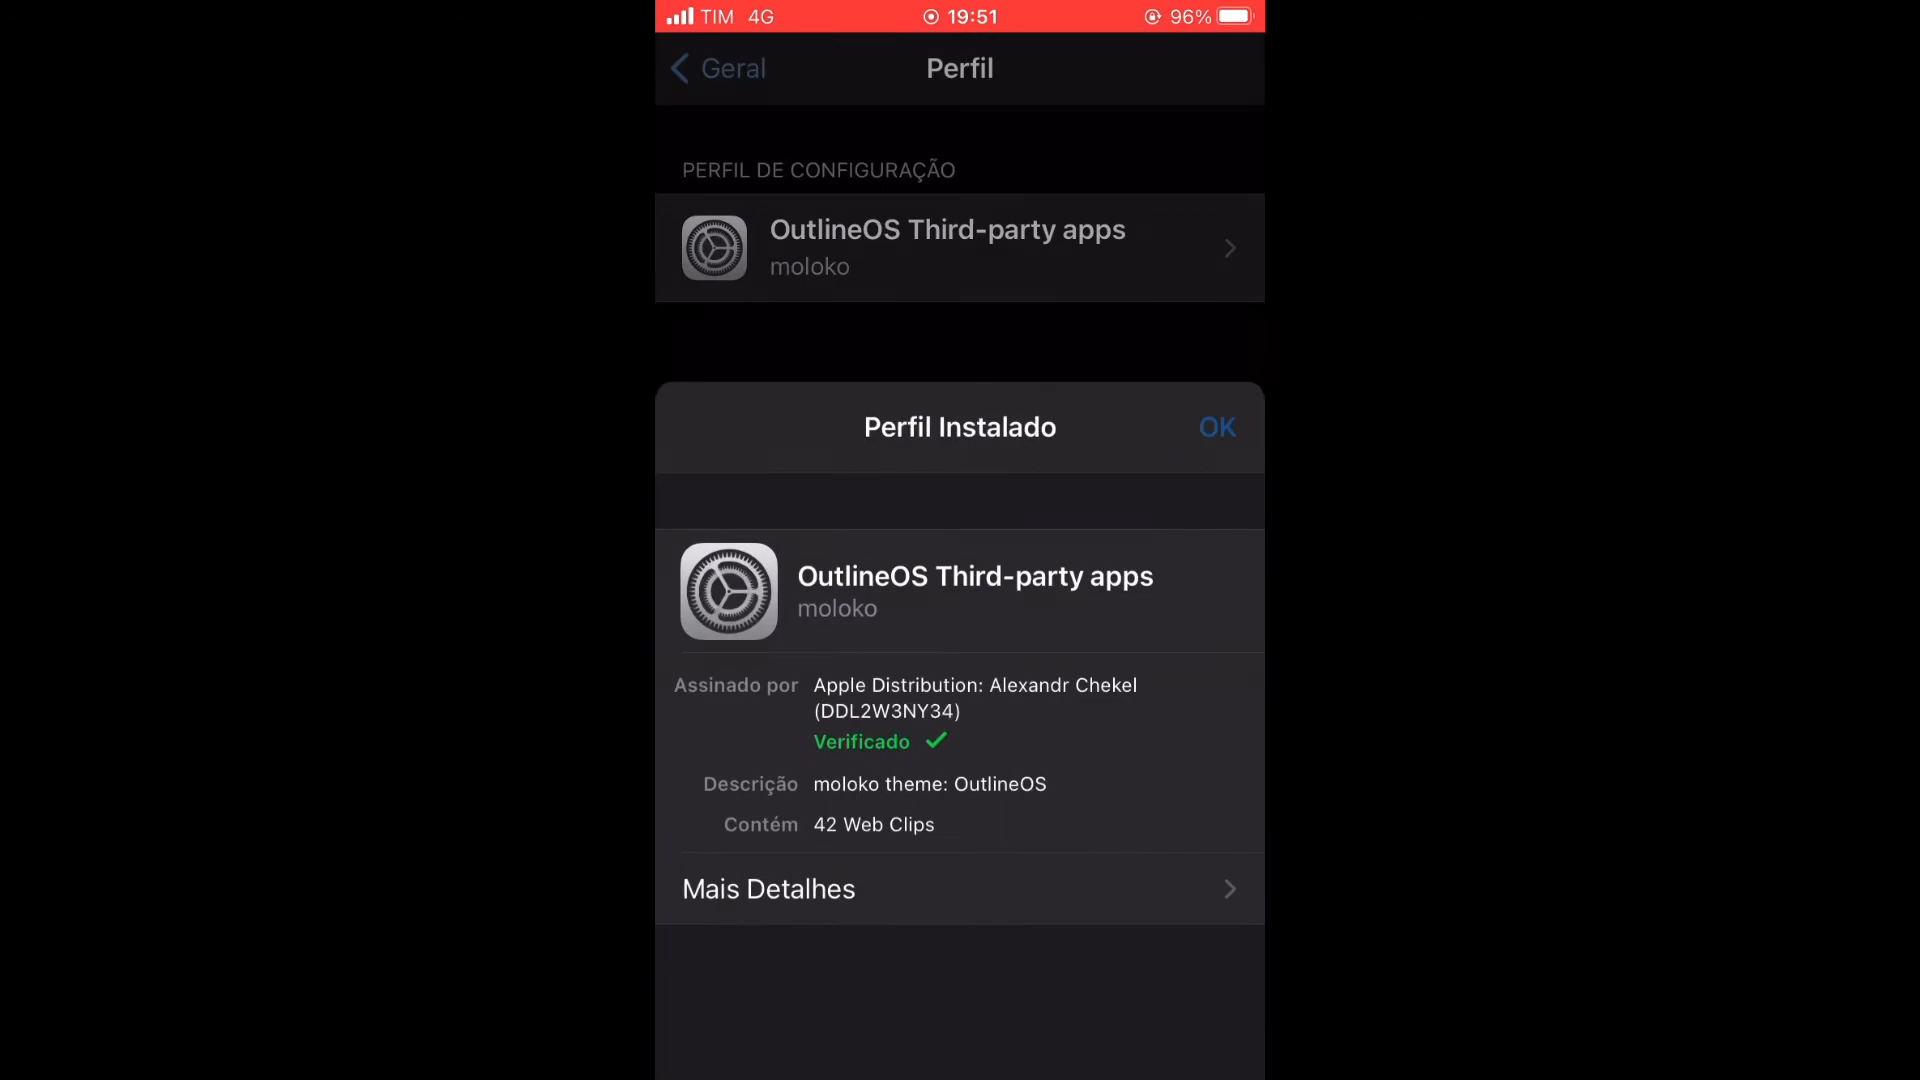 TIM 4G 19:51 96%
Geral Perfil
PERFIL DE CONFIGURAÇÃO
OutlineOS Third-party apps
moloko
Perfil Instalado OK
OutlineOS Third-party apps
moloko
Assinado por Apple Distribution: Alexandr Chekel
(DDL2W3NY34)
Verificado
Descrição moloko theme: OutlineOS
Contém 42 Web Clips
Mais Detalhes